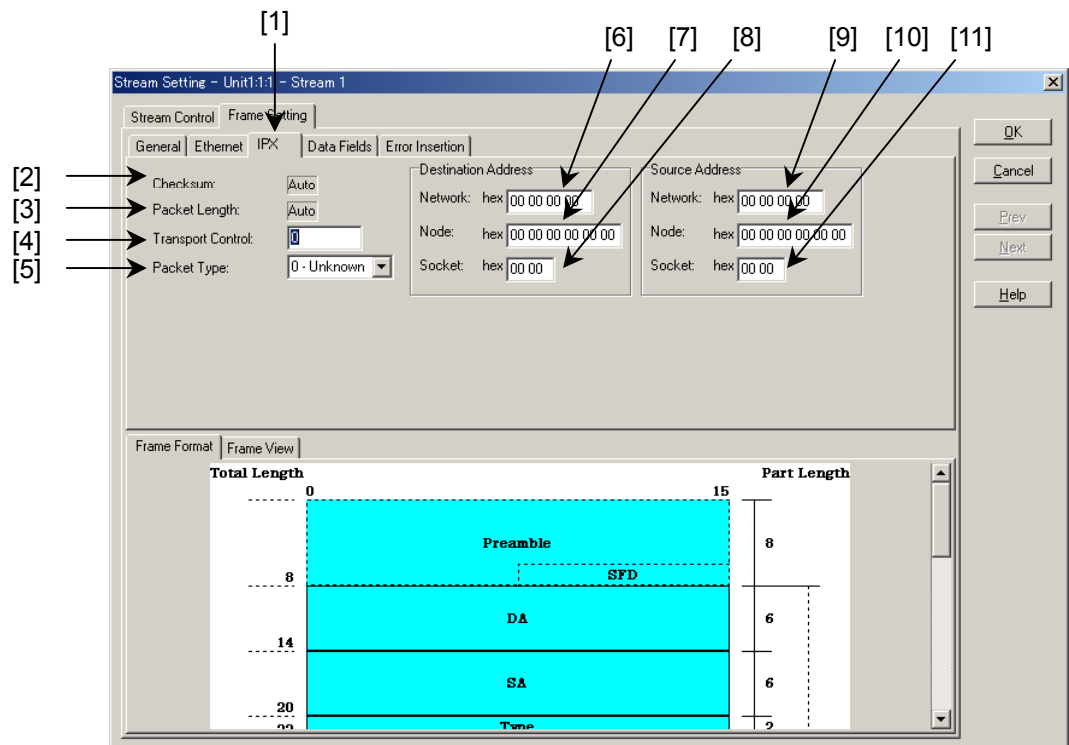 [1]
[6] [7] [8] [9] [10] [11]
Stream Setting - Unit1:1:1 - Stream 1
Stream Control Frame Setting
OK
General Ethernet IPX Data Fields Error Insertion
Destination Address Source Address
Cancel
[2] Checksum: Auto
Network: hex 00 00 00 00 Network: hex 00 00 00 00
[3] Packet Length: Auto
Prev
[4] Transport Control: 0
Node: hex 00 00 00 00 00 00 Node: hex 00 00 00 00 00 00
Next
[5] Packet Type: 0 - Unknown
Socket: hex 00 00 Socket: hex 00 00
Help
Frame Format Frame View
Total Length Part Length
0 15
Preamble 8
8 SFD
DA 6
14
SA 6
20
22 Type 2